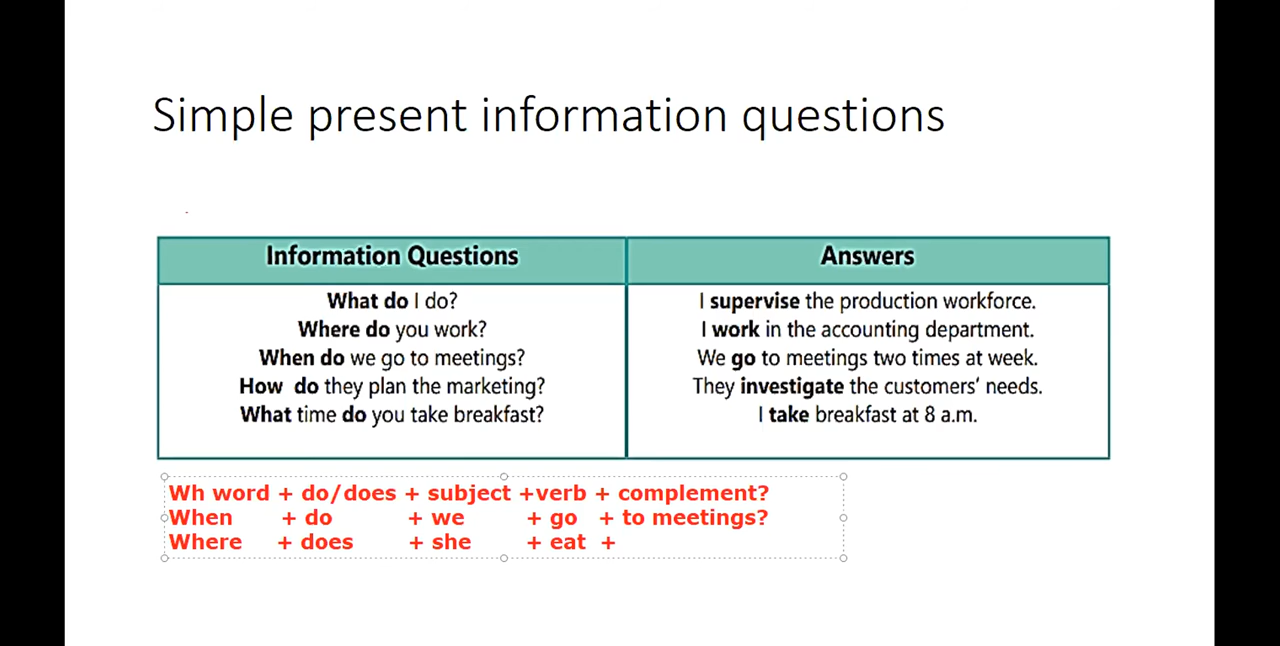 Simple present information questions
Information Questions Answers
What do I do? I supervise the production workforce.
Where do you work? I work in the accounting department.
When do we go to meetings? We go to meetings two times at week.
How do they plan the marketing? They investigate the customers' needs.
What time do you take breakfast? I take breakfast at 8 a.m.
Wh word + do/does + subject +verb + complement?
When + do + we + go + to meetings?
Where + does + she + eat +